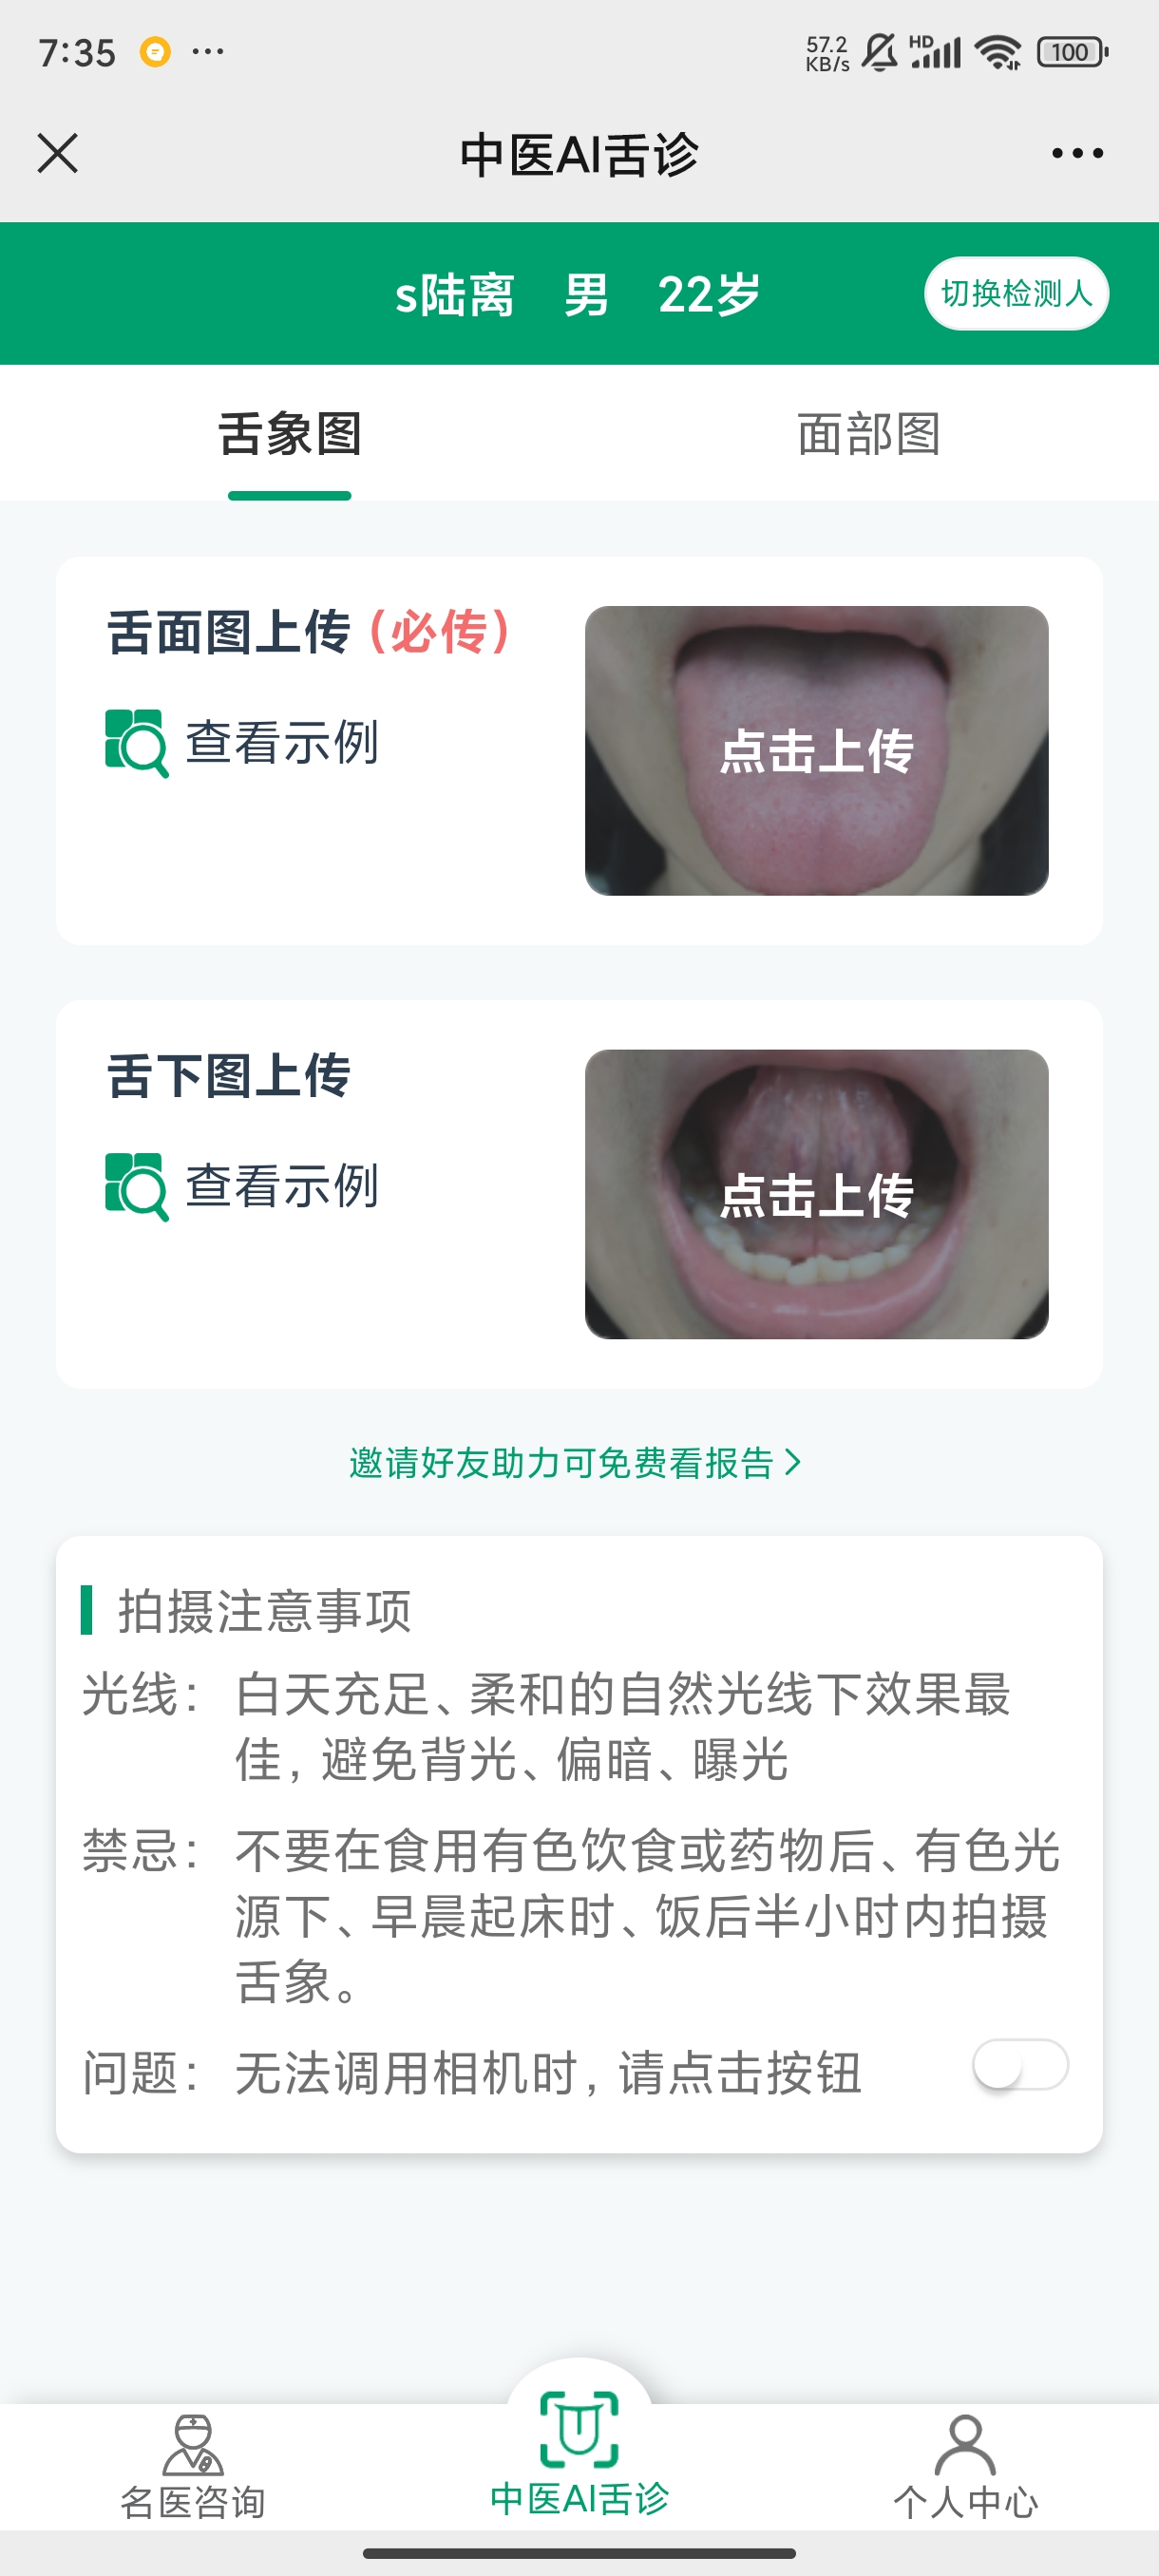 7:35
57.2
KB/s
HD
100
中医AI舌诊
s陆离 男 22岁
切换检测人
舌象图
面部图
舌面图上传（必传）
查看示例
点击上传
舌下图上传
查看示例
点击上传
邀请好友助力可免费看报告
拍摄注意事项
光线：白天充足、柔和的自然光线下效果最
佳，避免背光、偏暗、曝光
禁忌：不要在食用有色饮食或药物后、有色光
源下、早晨起床时、饭后半小时内拍摄
舌象。
问题：无法调用相机时，请点击按钮
名医咨询
中医AI舌诊
个人中心